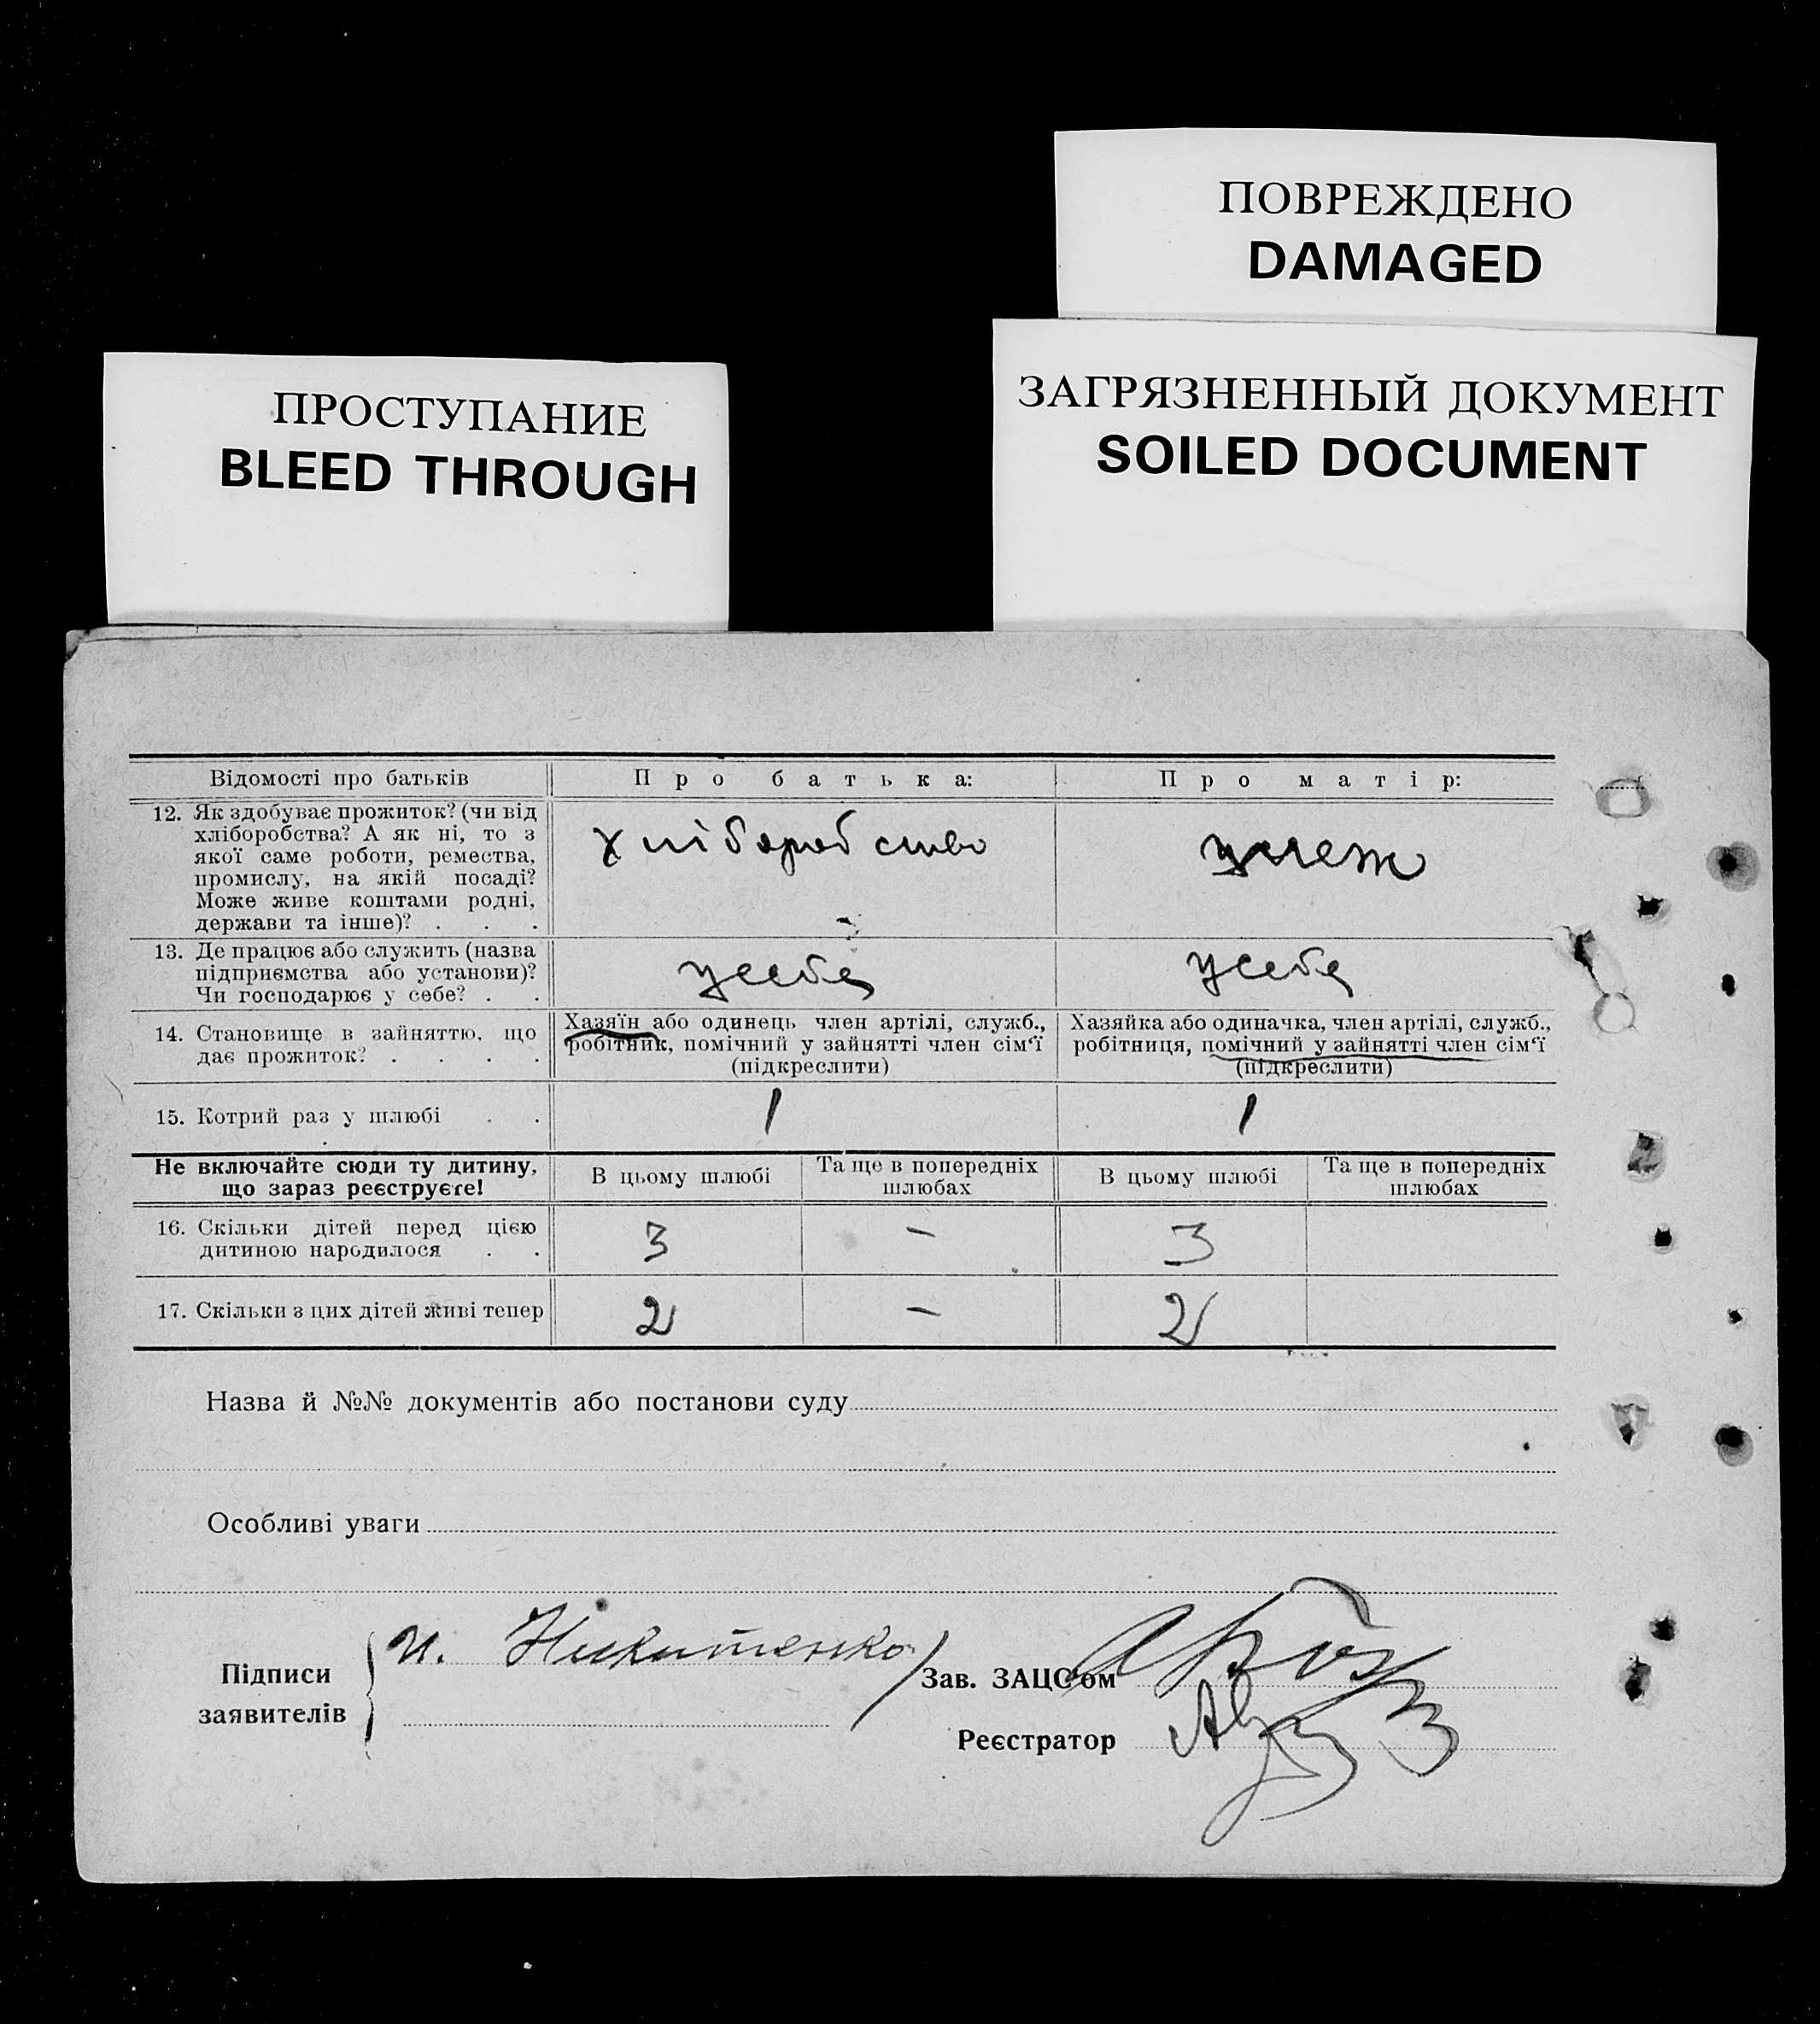 ПОВРЕЖДЕНО
DAMAGED
ПРОСТУПАНИЕ
BLEED THROUGH
ЗАГРЯЗНЕННЫЙ ДОКУМЕНТ
SOILED DOCUMENT
Відомості про батьків
Про батька:
Про матір:
12. Як здобуває прожиток? (чи від
хліборобства? А як ні, то з
якої саме роботи, ремества,
промислу, на якій посаді?
Може живе коштами родні,
держави та інше)? . . .
хліборобство
13. Де працює або служить (назва
підприємства або установи)?
Чи господарює у себе? . .
у себе
у себе
14. Становище в зайняттю, що
дає прожиток? . . . .
Хазяїн або одинець член артілі, служб.,
робітник, помічний у зайнятті член сім‘ї
(підкреслити)
Хазяйка або одиначка, член артілі, служб.,
робітниця, помічний у зайнятті член сім‘ї
(підкреслити)
15. Котрий раз у шлюбі . .
1
1
Не включайте сюди ту дитину,
що зараз реєструєте!
В цьому шлюбі
Та ще в попередніх
шлюбах
В цьому шлюбі
Та ще в попередніх
шлюбах
16. Скільки дітей перед цією
дитиною народилося . .
3
–
3
17. Скільки з цих дітей живі тепер
2
–
2
Назва й №№ документів або постанови суду
Особливі уваги
Підписи
заявителів
И. Никитенко
Зав. ЗАЦС‘ом
Реєстратор